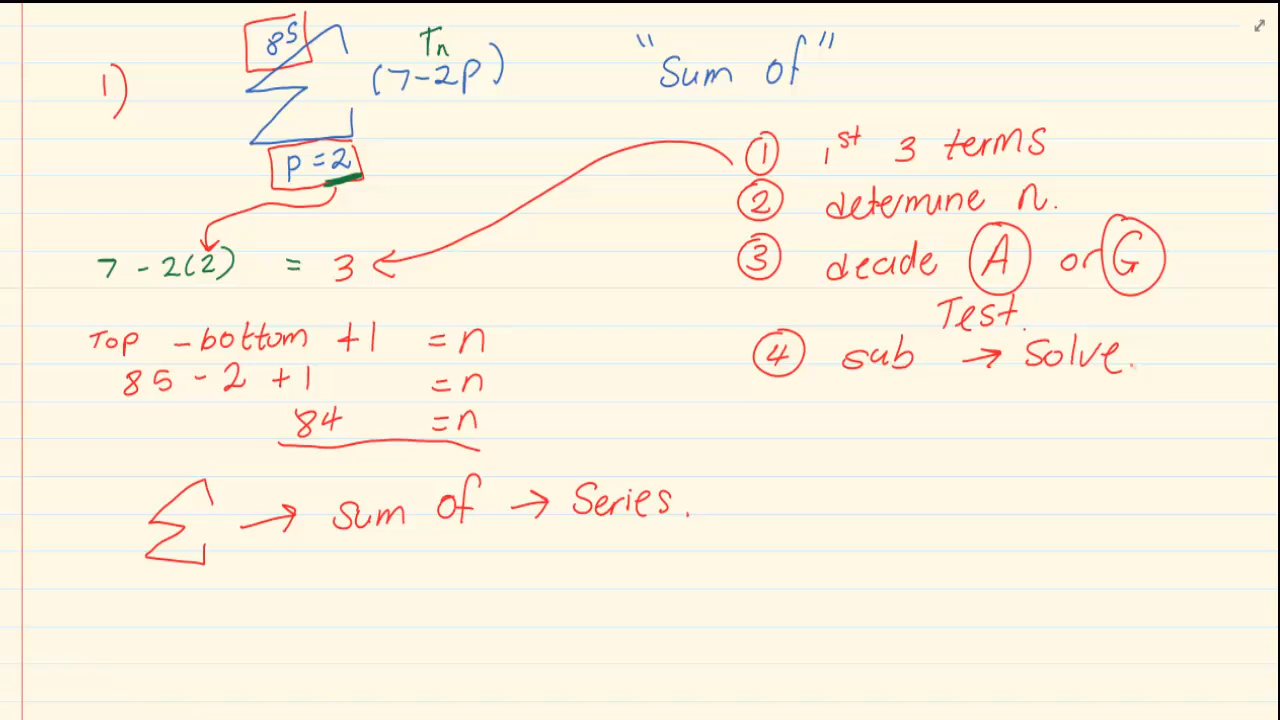 1) 85 Σ p = 2 Tn (7-2p) "Sum of"
① 1st 3 terms
② determine n.
③ decide A or G
Test.
④ sub → Solve.
7 - 2(2) = 3
Top - bottom + 1 = n
85 - 2 + 1 = n
84 = n
Σ → sum of → Series.